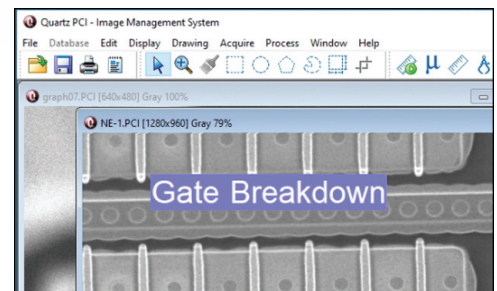 Quartz PCI - Image Management System
File Database Edit Display Drawing Acquire Process Window Help
μ
graph07.PCI [640x480] Gray 100%
NE-1.PCI [1280x960] Gray 79%
Gate Breakdown